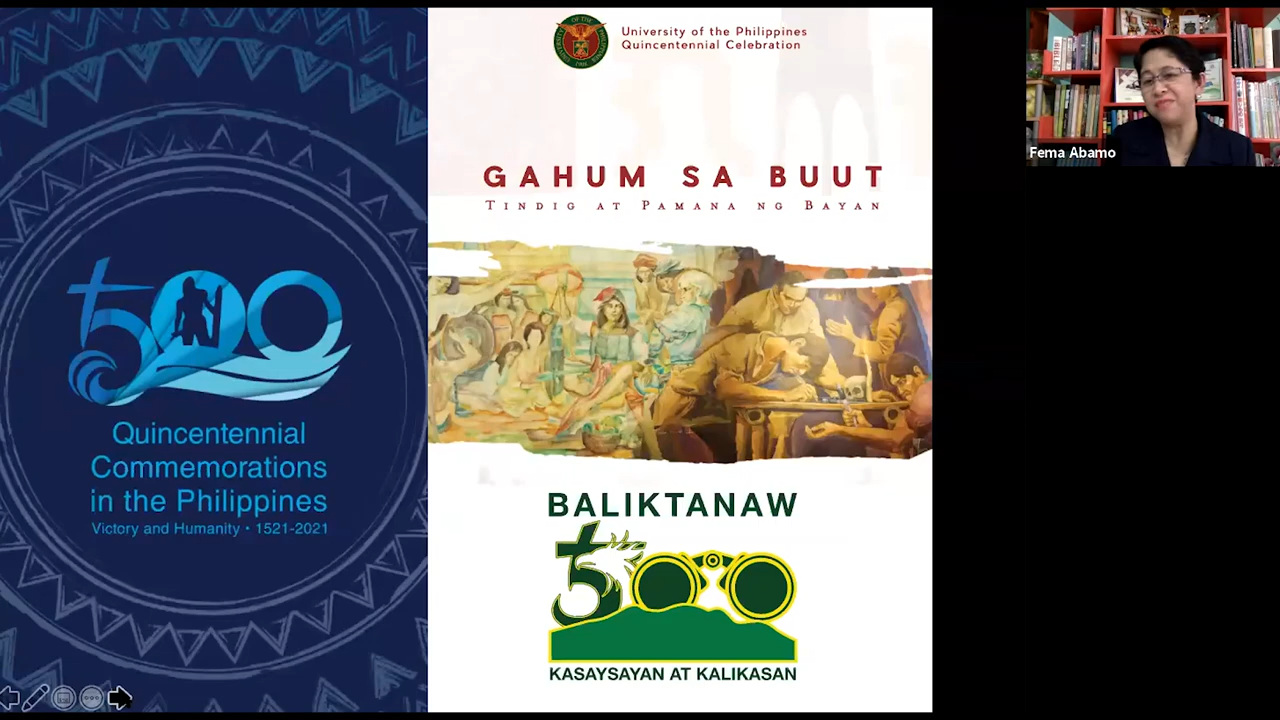 500
Quincentennial
Commemorations
in the Philippines
Victory and Humanity • 1521-2021
University of the Philippines
Quincentennial Celebration
GAHUM SA BUUT
TINDIG AT PAMANA NG BAYAN
BALIKTANAW
500
KASAYSAYAN AT KALIKASAN
Fema Abamo